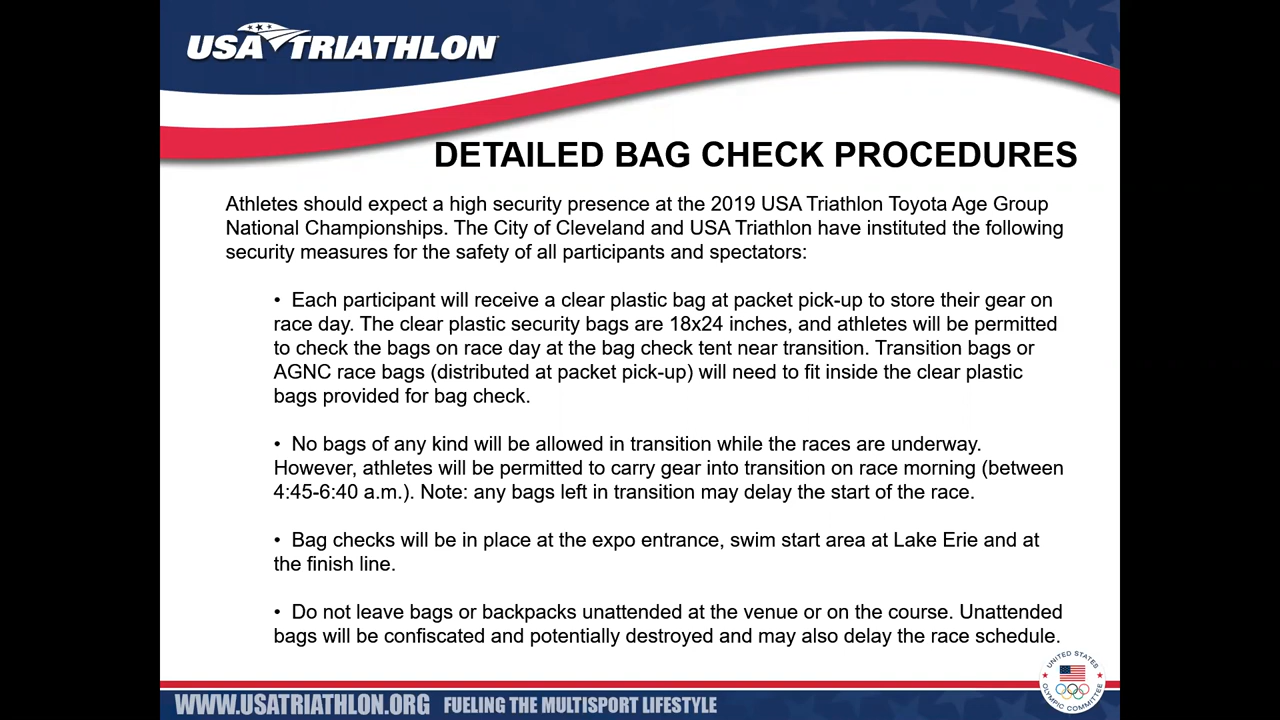 USA TRIATHLON
DETAILED BAG CHECK PROCEDURES
Athletes should expect a high security presence at the 2019 USA Triathlon Toyota Age Group
National Championships. The City of Cleveland and USA Triathlon have instituted the following
security measures for the safety of all participants and spectators:
• Each participant will receive a clear plastic bag at packet pick-up to store their gear on
race day. The clear plastic security bags are 18x24 inches, and athletes will be permitted
to check the bags on race day at the bag check tent near transition. Transition bags or
AGNC race bags (distributed at packet pick-up) will need to fit inside the clear plastic
bags provided for bag check.
• No bags of any kind will be allowed in transition while the races are underway.
However, athletes will be permitted to carry gear into transition on race morning (between
4:45-6:40 a.m.). Note: any bags left in transition may delay the start of the race.
• Bag checks will be in place at the expo entrance, swim start area at Lake Erie and at
the finish line.
• Do not leave bags or backpacks unattended at the venue or on the course. Unattended
bags will be confiscated and potentially destroyed and may also delay the race schedule.
UNITED STATES
OLYMPIC COMMITTEE
WWW.USATRIATHLON.ORG FUELING THE MULTISPORT LIFESTYLE